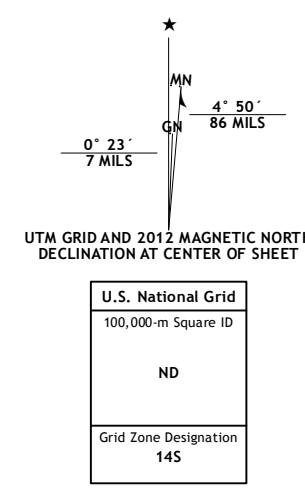 ★
MN
GN
4° 50´
86 MILS
0° 23´
7 MILS
UTM GRID AND 2012 MAGNETIC NORTH
DECLINATION AT CENTER OF SHEET
U.S. National Grid
100,000-m Square ID
ND
Grid Zone Designation
14S